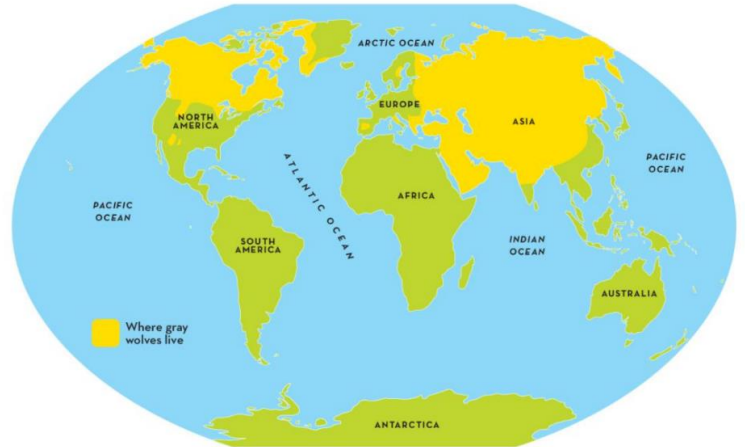 ARCTIC OCEAN
NORTH
AMERICA
EUROPE
ASIA
PACIFIC
OCEAN
ATLANTIC OCEAN
AFRICA
PACIFIC
OCEAN
SOUTH
AMERICA
INDIAN
OCEAN
AUSTRALIA
Where gray
wolves live
ANTARCTICA